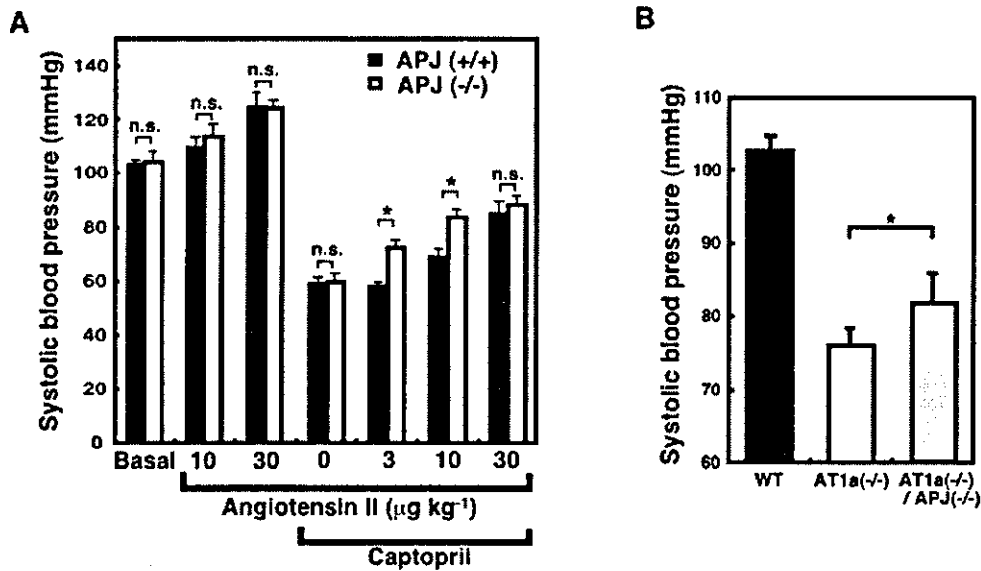 A
Systolic blood pressure (mmHg)
140
120
100
80
60
40
20
0
APJ (+/+)
APJ (-/-)
n.s.
n.s.
n.s.
n.s.
*
*
n.s.
Basal 10 30 0 3 10 30
Angiotensin II (μg kg⁻¹)
Captopril
B
Systolic blood pressure (mmHg)
110
100
90
80
70
60
*
WT AT1a(-/-) AT1a(-/-)
/ APJ(-/-)